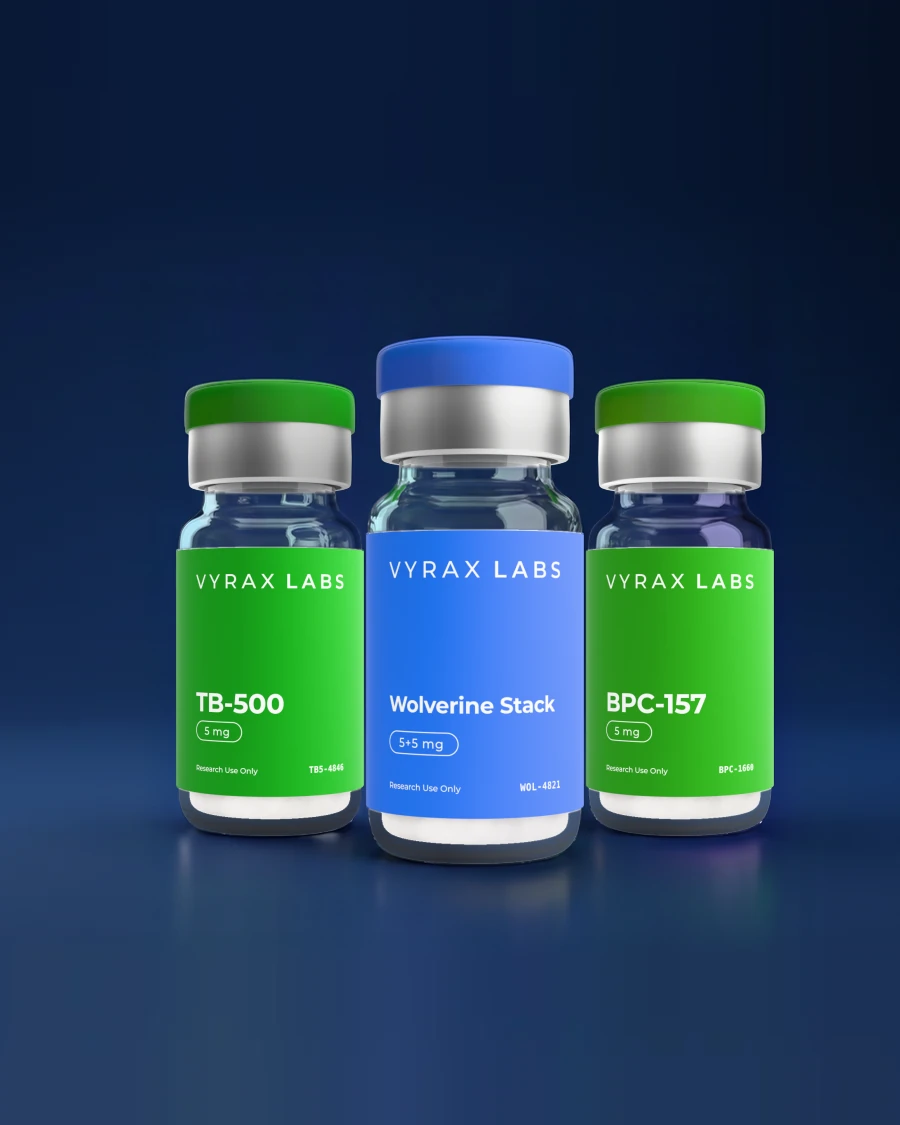 VYRAX LABS
TB-500
5 mg
Research Use Only
TB5-4846
VYRAX LABS
Wolverine Stack
5+5 mg
Research Use Only
WOL-4821
VYRAX LABS
BPC-157
5 mg
Research Use Only
BPC-1660